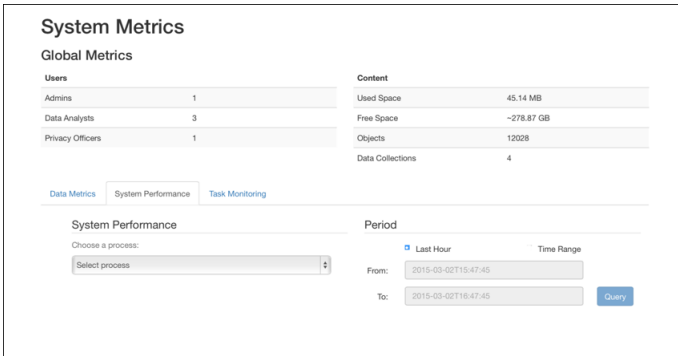 System Metrics
Global Metrics
Users
Admins 1
Data Analysts 3
Privacy Officers 1
Content
Used Space 45.14 MB
Free Space ~278.87 GB
Objects 12028
Data Collections 4
Data Metrics System Performance Task Monitoring
System Performance
Choose a process:
Select process
Period
Last Hour Time Range
From: 2015-03-02T15:47:45
To: 2015-03-02T16:47:45 Query